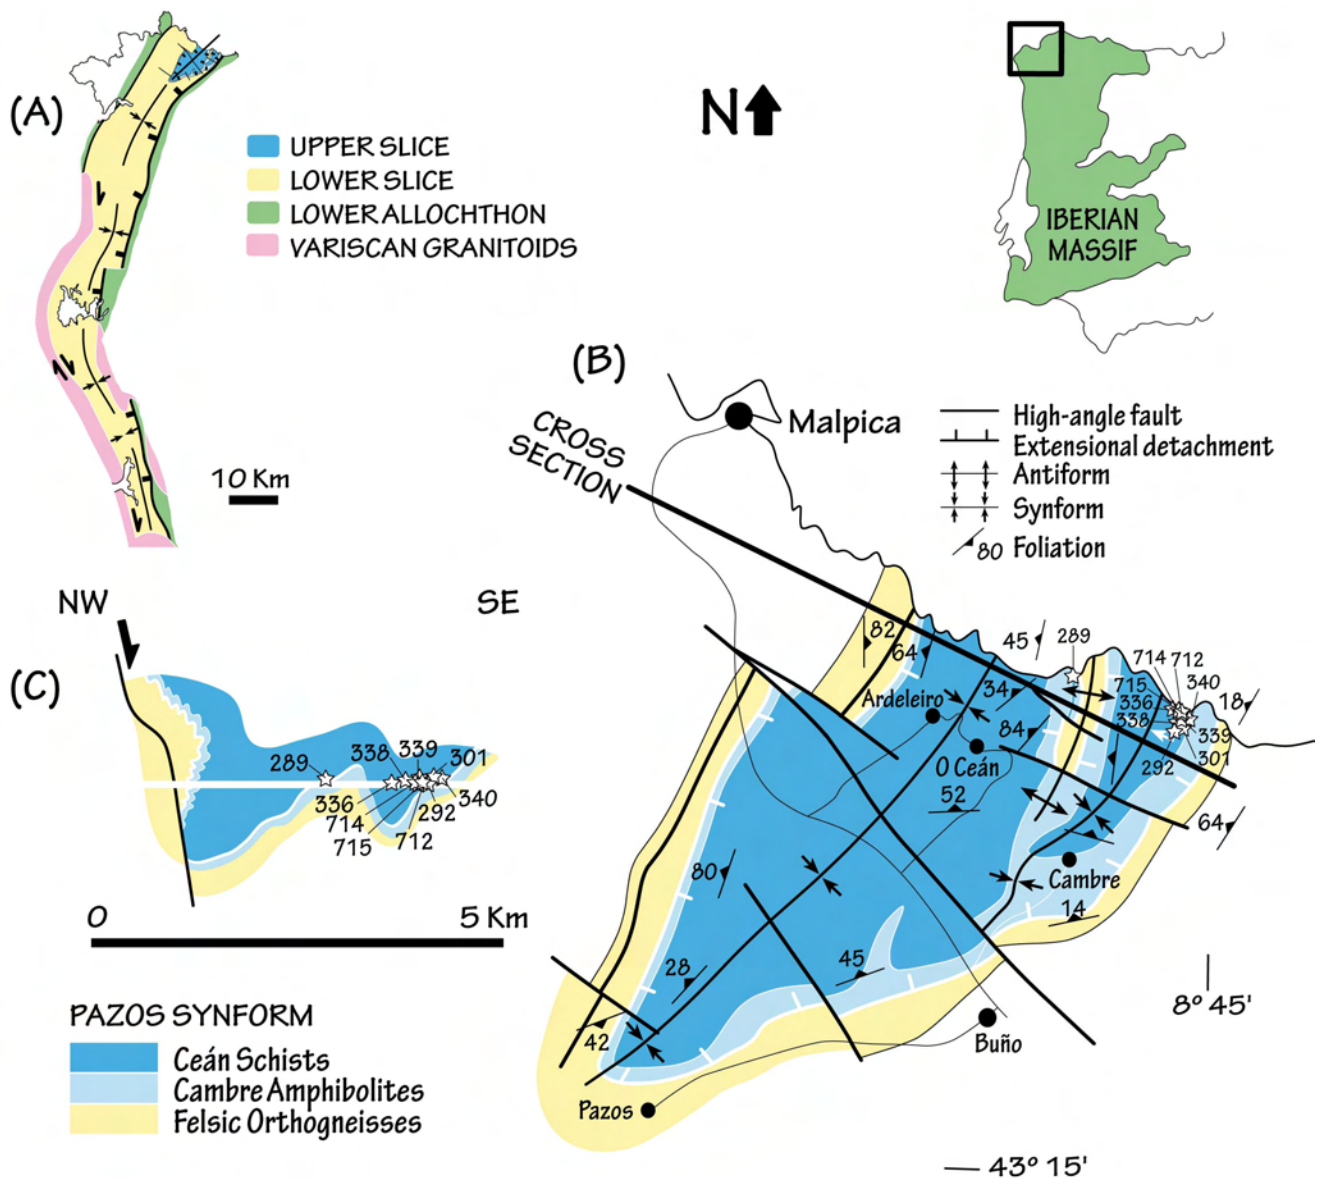 (A)
UPPER SLICE
LOWER SLICE
LOWER ALLOCHTHON
VARISCAN GRANITOIDS
10 Km
N
IBERIAN
MASSIF
(B)
CROSS
SECTION
Malpica
High-angle fault
Extensional detachment
Antiform
Synform
80 Foliation
82
64
45
289
714
712
715
340
336
18
338
339
301
292
34
Ardeleiro
84
O Ceán
52
64
80
Cambre
14
45
28
42
Buño
Pazos
8° 45'
43° 15'
NW
SE
(C)
289
338
339
301
336
340
714
292
715
712
0
5 Km
PAZOS SYNFORM
Ceán Schists
Cambre Amphibolites
Felsic Orthogneisses